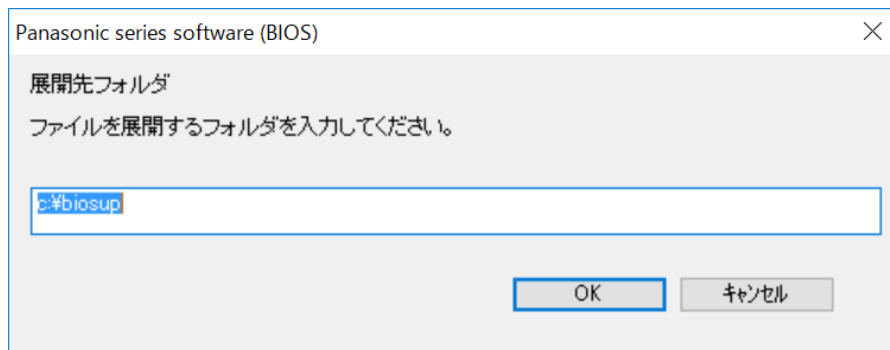 Panasonic series software (BIOS)
展開先フォルダ
ファイルを展開するフォルダを入力してください。
c:¥biosup
OK
キャンセル